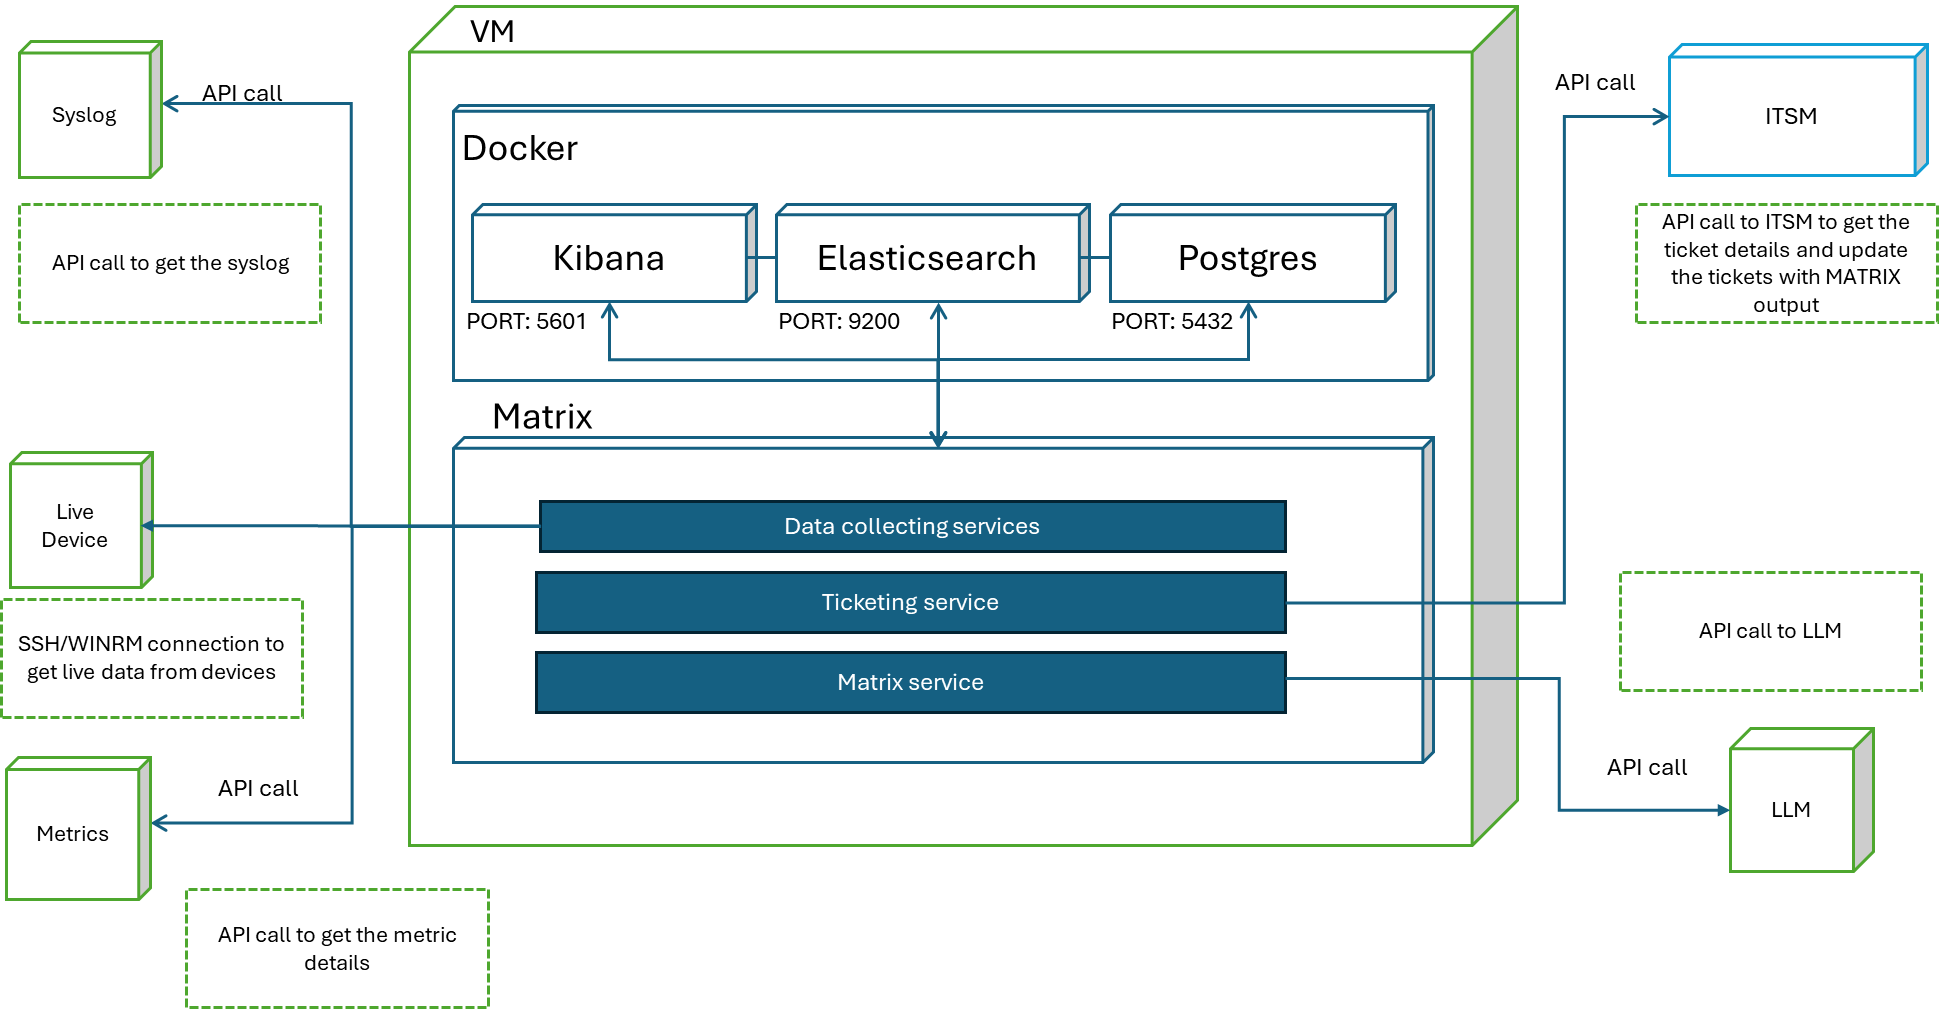 VM
Syslog
API call
API call to get the syslog
Docker
Kibana
Elasticsearch
Postgres
PORT: 5601
PORT: 9200
PORT: 5432
API call
ITSM
API call to ITSM to get the
ticket details and update
the tickets with MATRIX
output
Matrix
Live
Device
SSH/WINRM connection to
get live data from devices
Data collecting services
Ticketing service
Matrix service
API call to LLM
API call
LLM
API call
Metrics
API call to get the metric
details